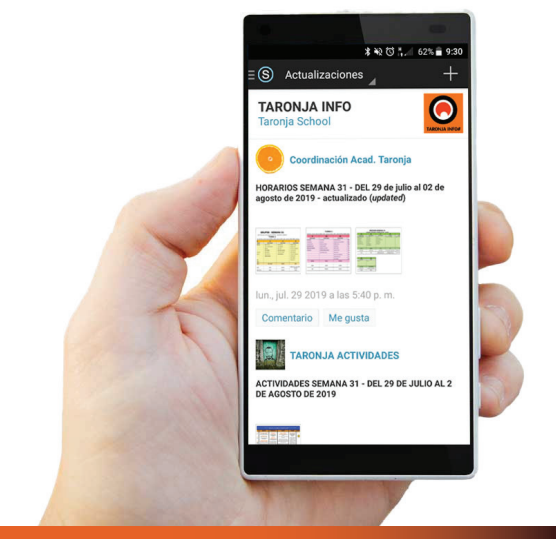 62% 9:30
S Actualizaciones
TARONJA INFO
Taronja School
TARONJA INFO
Coordinación Acad. Taronja
HORARIOS SEMANA 31 - DEL 29 de julio al 02 de
agosto de 2019 - actualizado (updated)
lun., jul. 29 2019 a las 5:40 p. m.
Comentario Me gusta
TARONJA ACTIVIDADES
ACTIVIDADES SEMANA 31 - DEL 29 DE JULIO AL 2
DE AGOSTO DE 2019